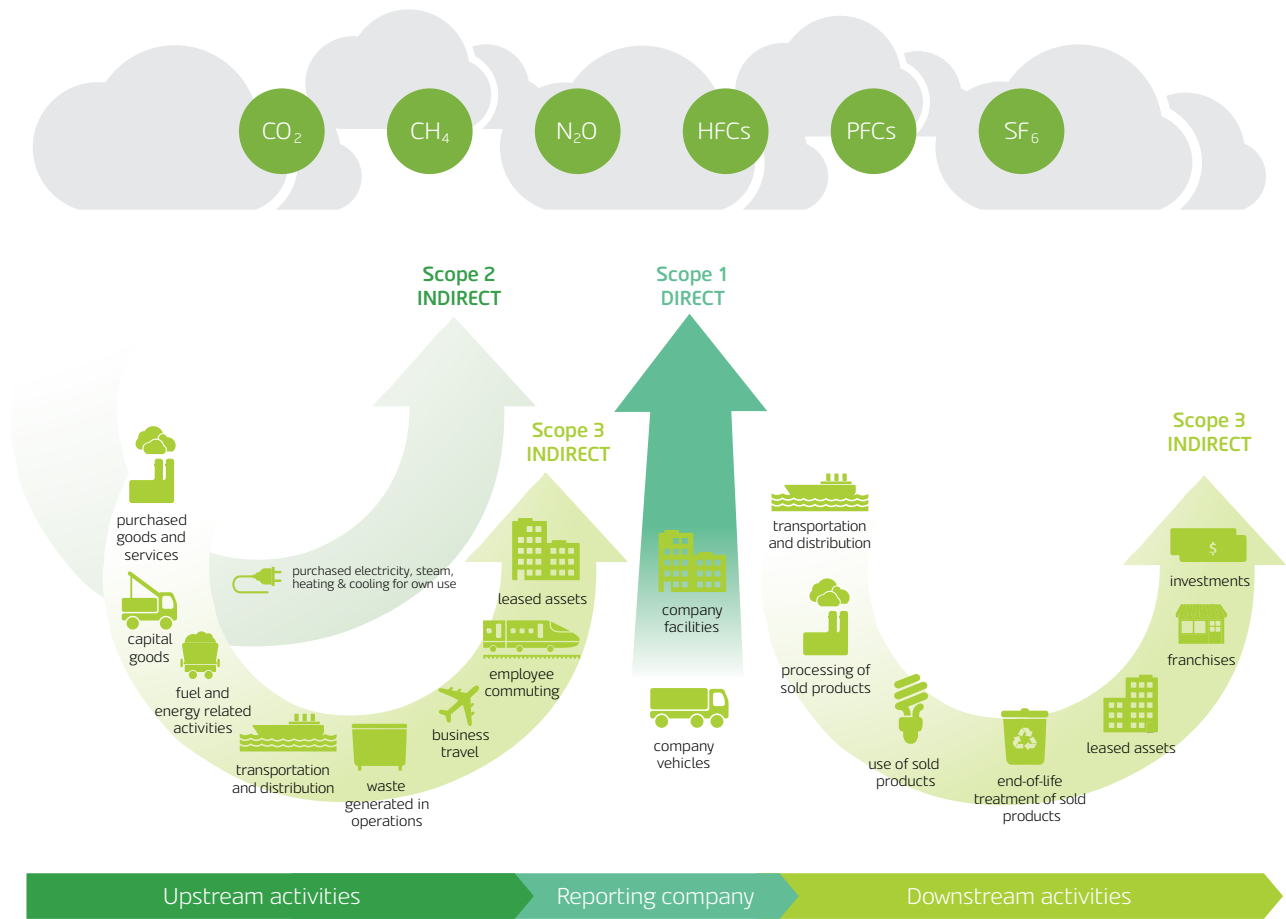 CO₂
CH₄
N₂O
HFCs
PFCs
SF₆
Scope 2
INDIRECT
Scope 1
DIRECT
Scope 3
INDIRECT
Scope 3
INDIRECT
purchased
goods and
services
capital
goods
fuel and
energy related
activities
purchased electricity, steam,
heating & cooling for own use
transportation
and distribution
waste
generated in
operations
business
travel
employee
commuting
leased assets
company
facilities
company
vehicles
transportation
and distribution
processing of
sold products
use of sold
products
end-of-life
treatment of sold
products
leased assets
franchises
$
investments
Upstream activities
Reporting company
Downstream activities